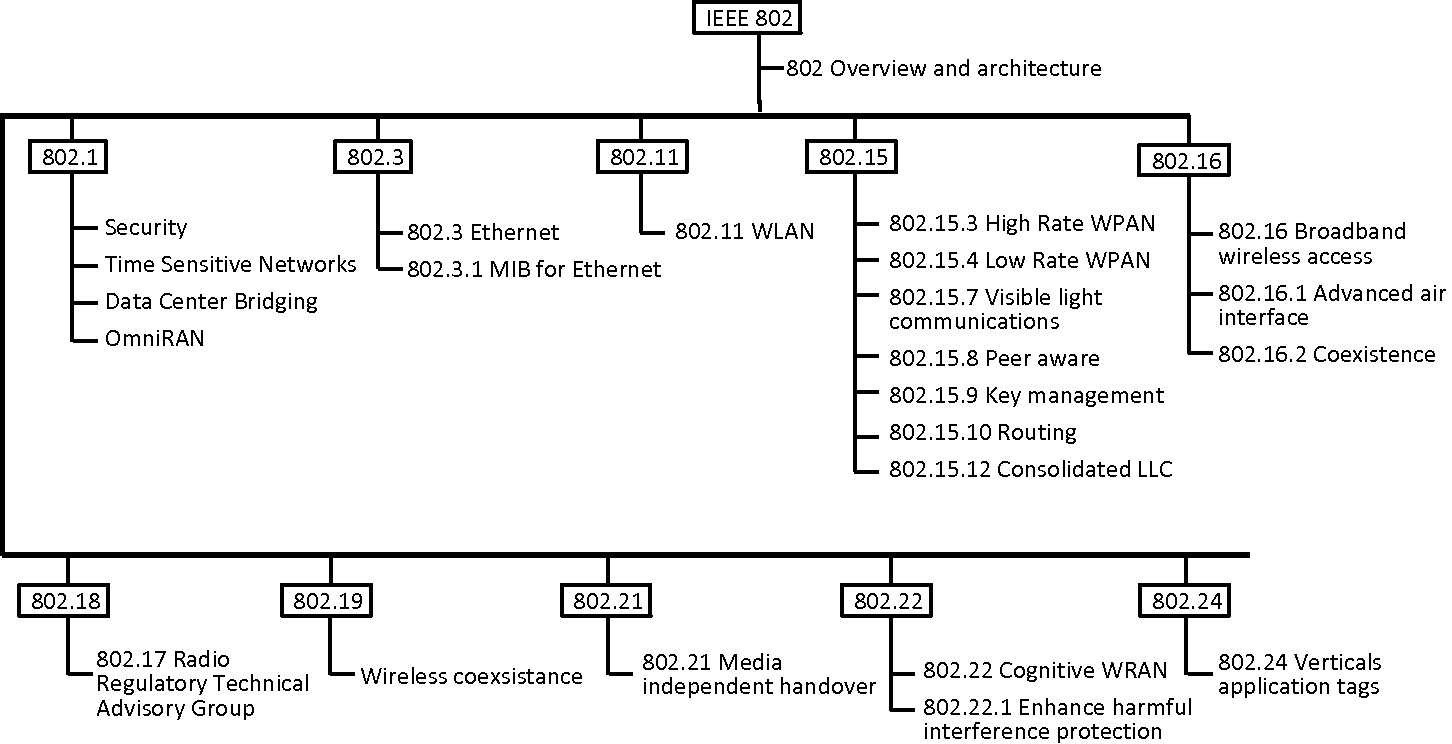 IEEE 802
802 Overview and architecture
802.1
802.3
802.11
802.15
802.16
Security
Time Sensitive Networks
Data Center Bridging
OmniRAN
802.3 Ethernet
802.3.1 MIB for Ethernet
802.11 WLAN
802.15.3 High Rate WPAN
802.15.4 Low Rate WPAN
802.15.7 Visible light
communications
802.15.8 Peer aware
802.15.9 Key management
802.15.10 Routing
802.15.12 Consolidated LLC
802.16 Broadband
wireless access
802.16.1 Advanced air
interface
802.16.2 Coexistence
802.18
802.19
802.21
802.22
802.24
802.17 Radio
Regulatory Technical
Advisory Group
Wireless coexsistance
802.21 Media
independent handover
802.22 Cognitive WRAN
802.22.1 Enhance harmful
interference protection
802.24 Verticals
application tags